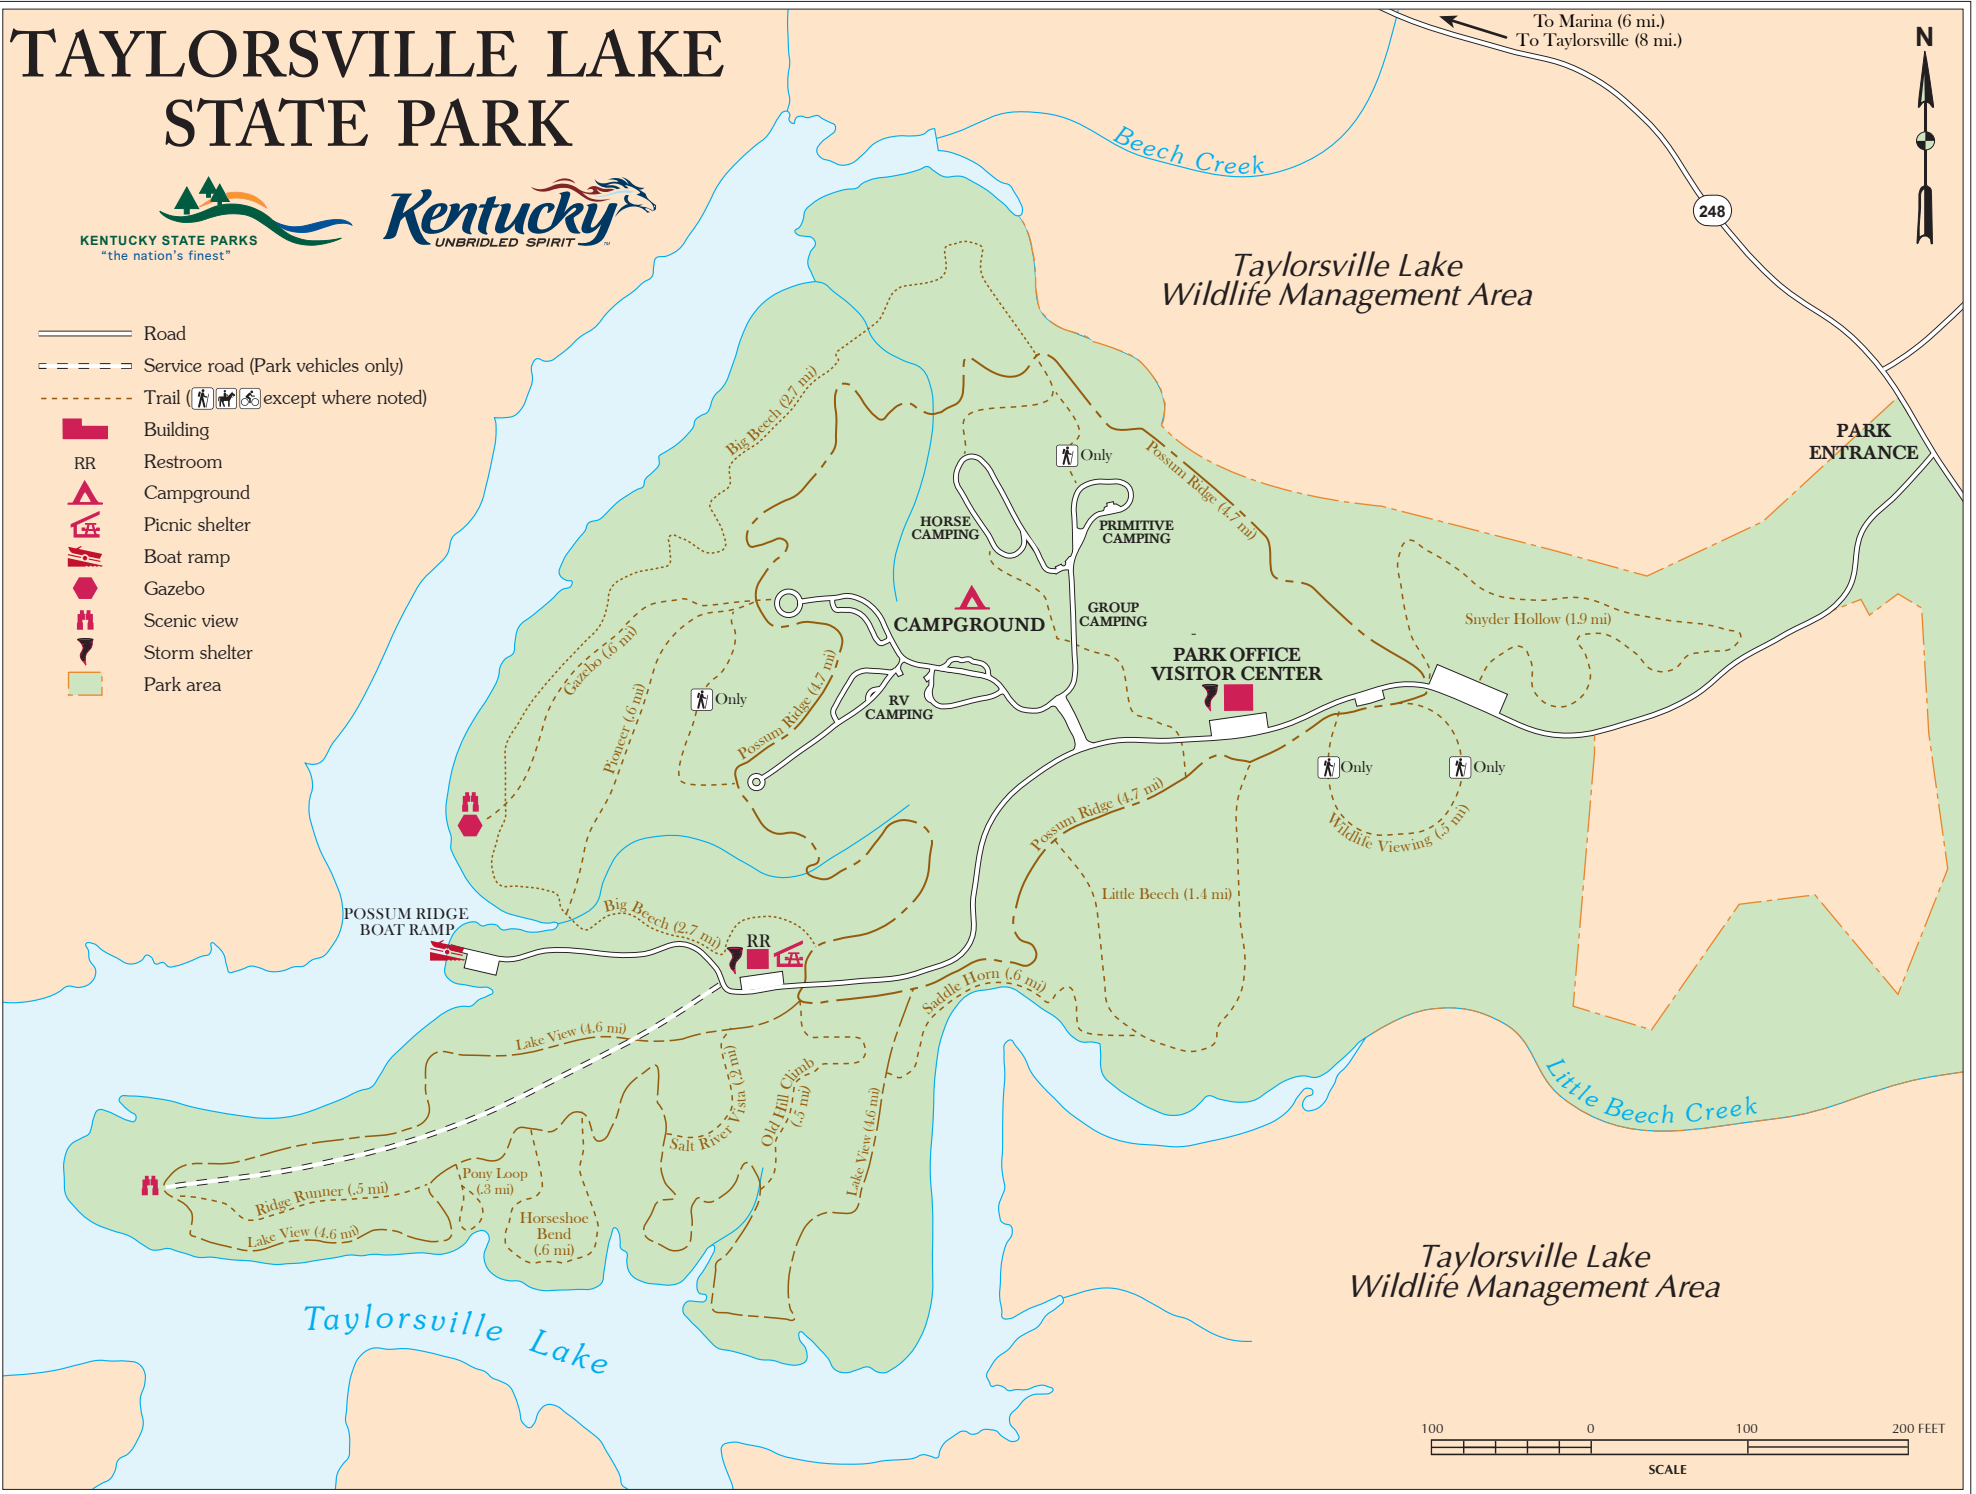 TAYLORSVILLE LAKE
STATE PARK
KENTUCKY STATE PARKS
"the nation's finest"
Kentucky
UNBRIDLED SPIRIT
TM
Road
Service road (Park vehicles only)
Trail ( except where noted)
Building
RR Restroom
Campground
Picnic shelter
Boat ramp
Gazebo
Scenic view
Storm shelter
Park area
To Marina (6 mi.)
To Taylorsville (8 mi.)
N
248
Beech Creek
Taylorsville Lake
Wildlife Management Area
PARK
ENTRANCE
Big Beech (2.7 mi)
Only
Possum Ridge (4.7 mi)
HORSE
CAMPING
PRIMITIVE
CAMPING
CAMPGROUND
GROUP
CAMPING
PARK OFFICE
VISITOR CENTER
Snyder Hollow (1.9 mi)
Gazebo (.6 mi)
Pioneer (.6 mi)
Only
Possum Ridge (4.7 mi)
RV
CAMPING
Only
Only
Wildlife Viewing (.5 mi)
Possum Ridge (4.7 mi)
Little Beech (1.4 mi)
POSSUM RIDGE
BOAT RAMP
Big Beech (2.7 mi)
RR
Saddle Horn (.6 mi)
Lake View (4.6 mi)
Salt River Vista (.2 mi)
Old Hill Climb
(.5 mi)
Lake View (4.6 mi)
Pony Loop
(.3 mi)
Ridge Runner (.5 mi)
Lake View (4.6 mi)
Horseshoe
Bend
(.6 mi)
Little Beech Creek
Taylorsville Lake
Taylorsville Lake
Wildlife Management Area
100 0 100 200 FEET
SCALE